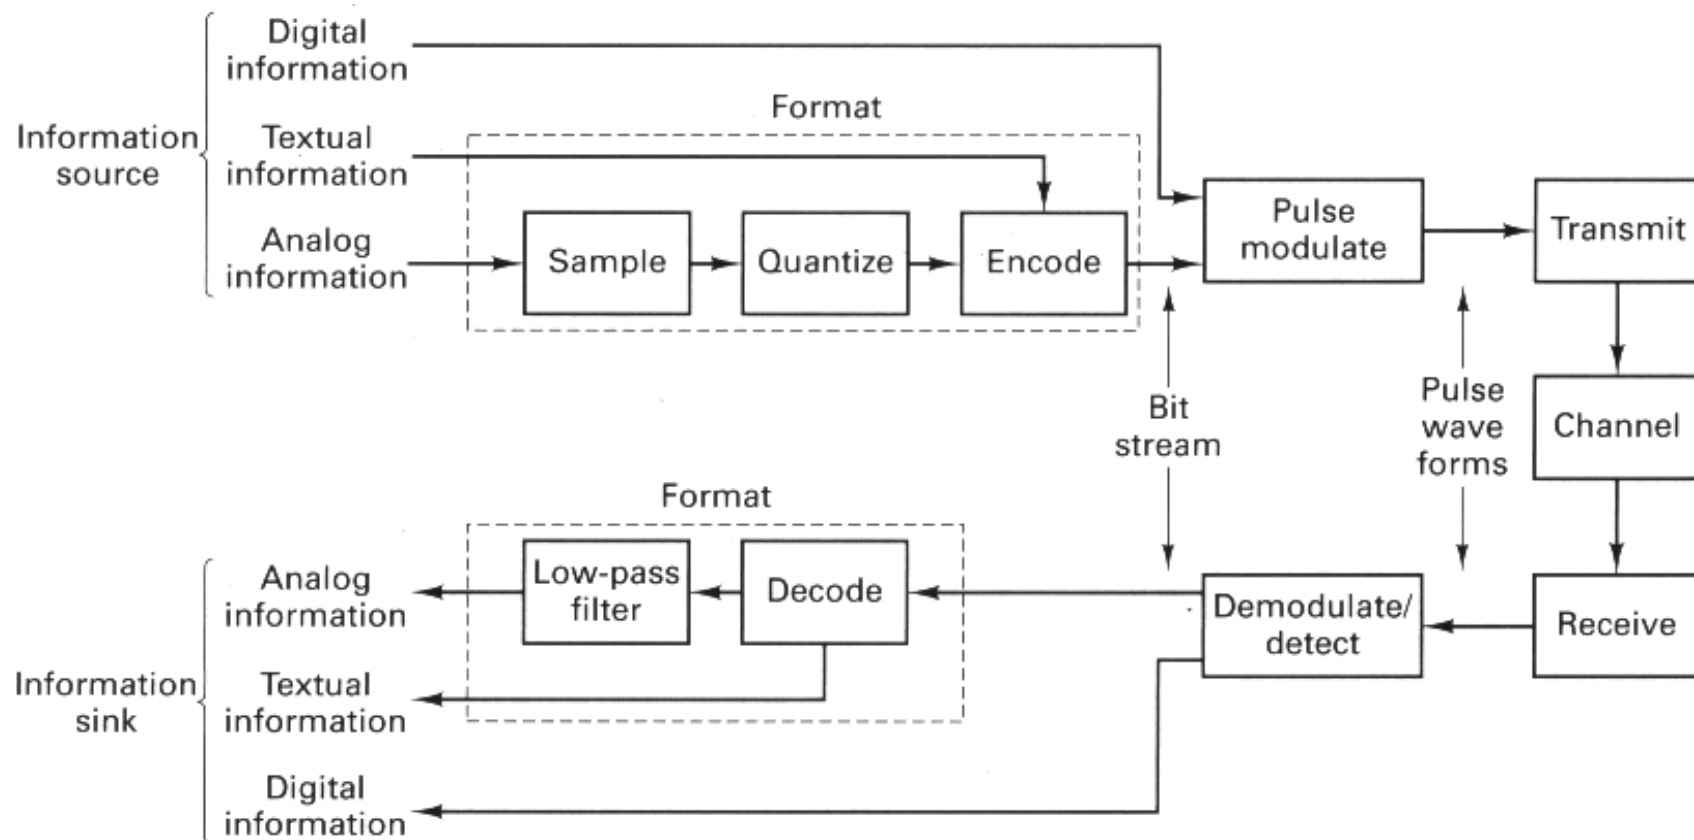 Digital
information
Format
Information
source
Textual
information
Analog
information
Sample
Quantize
Encode
Pulse
modulate
Transmit
Bit
stream
Pulse
wave
forms
Channel
Format
Information
sink
Analog
information
Low-pass
filter
Decode
Demodulate/
detect
Receive
Textual
information
Digital
information